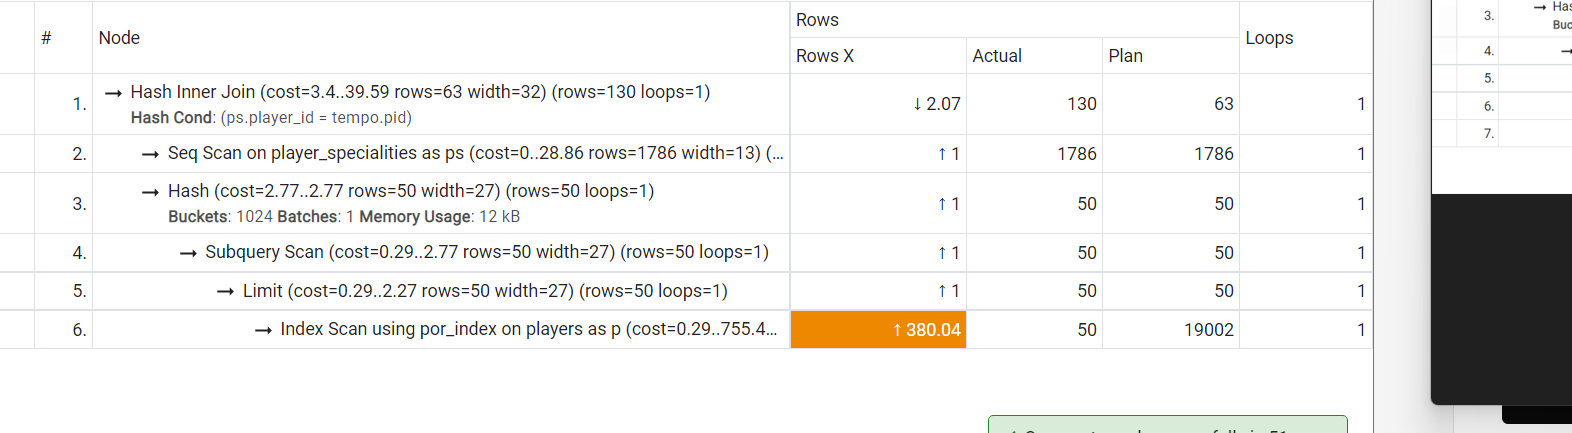 # Node Rows Loops
Rows X Actual Plan
1. → Hash Inner Join (cost=3.4..39.59 rows=63 width=32) (rows=130 loops=1) ↓ 2.07 130 63 1
Hash Cond: (ps.player_id = tempo.pid)
2. → Seq Scan on player_specialities as ps (cost=0..28.86 rows=1786 width=13) (... ↑ 1 1786 1786 1
3. → Hash (cost=2.77..2.77 rows=50 width=27) (rows=50 loops=1) ↑ 1 50 50 1
Buckets: 1024 Batches: 1 Memory Usage: 12 kB
4. → Subquery Scan (cost=0.29..2.77 rows=50 width=27) (rows=50 loops=1) ↑ 1 50 50 1
5. → Limit (cost=0.29..2.27 rows=50 width=27) (rows=50 loops=1) ↑ 1 50 50 1
6. → Index Scan using por_index on players as p (cost=0.29..755.4... ↑ 380.04 50 19002 1
3. → Has
Buc
4. →
5.
6.
7.